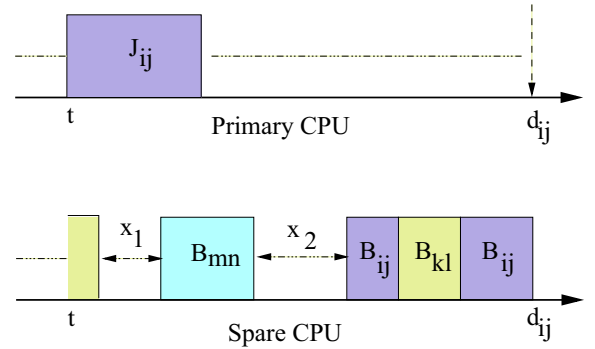 J_ij
t
Primary CPU
d_ij
x_1
B_mn
x_2
B_ij
B_kl
B_ij
t
Spare CPU
d_ij